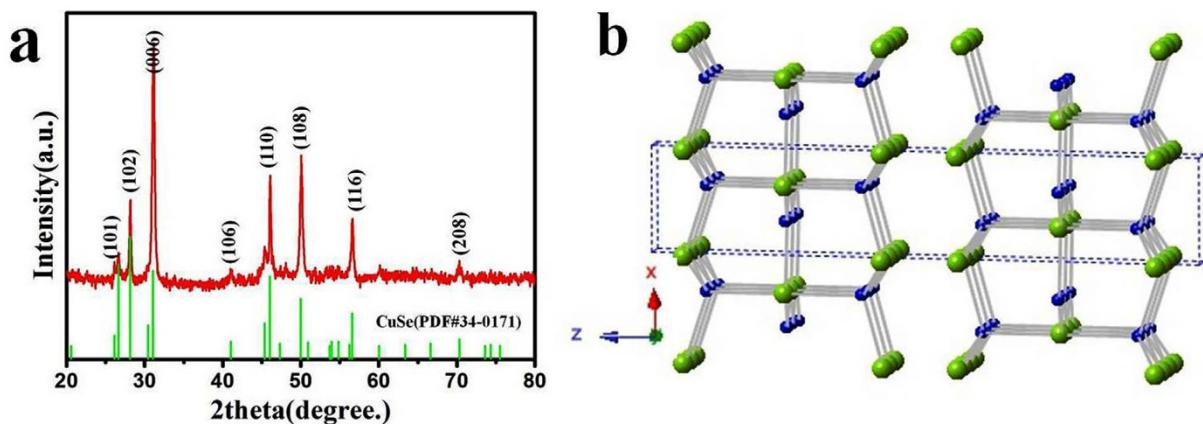 a
Intensity(a.u.)
(101)
(102)
(006)
(106)
(110)
(108)
(116)
(208)
CuSe(PDF#34-0171)
20 30 40 50 60 70 80
2theta(degree.)
b
X
Z